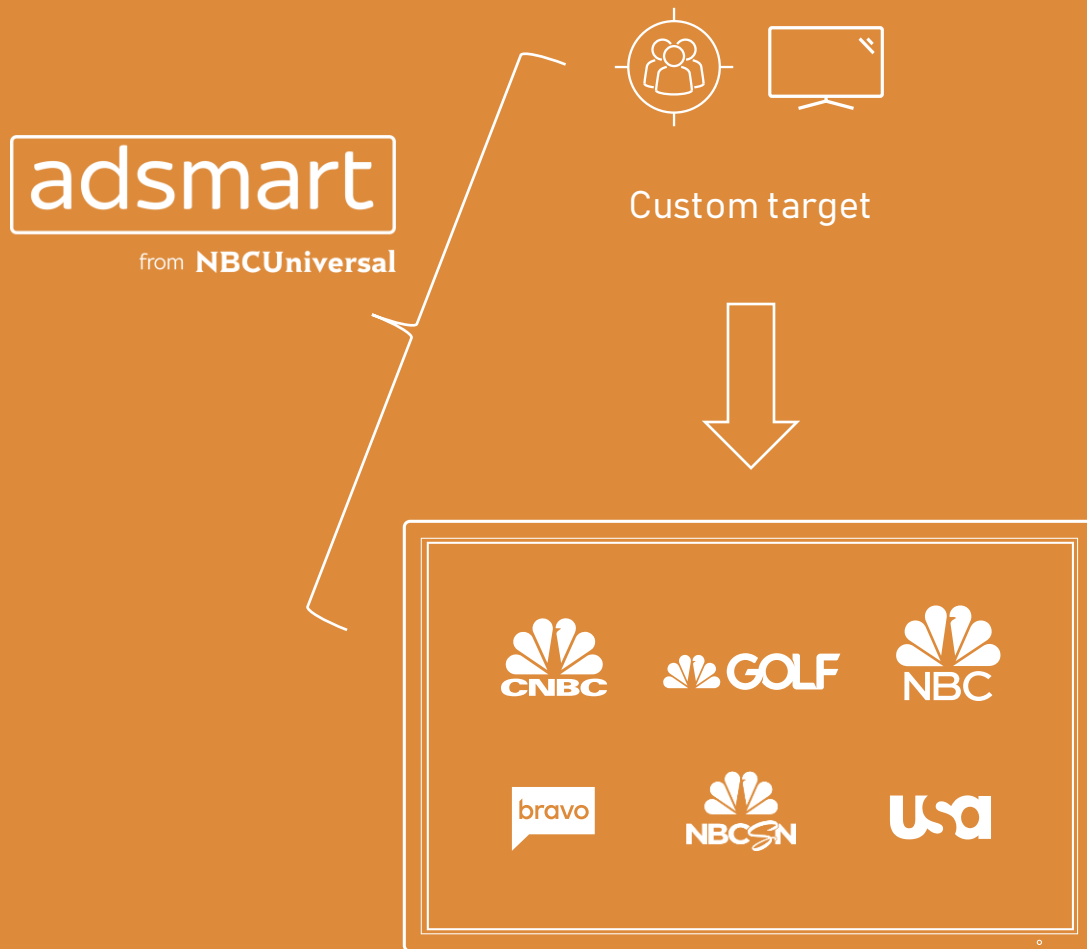 adsmart
from NBCUniversal
Custom target
CNBC
GOLF
NBC
bravo
NBCSN
usa